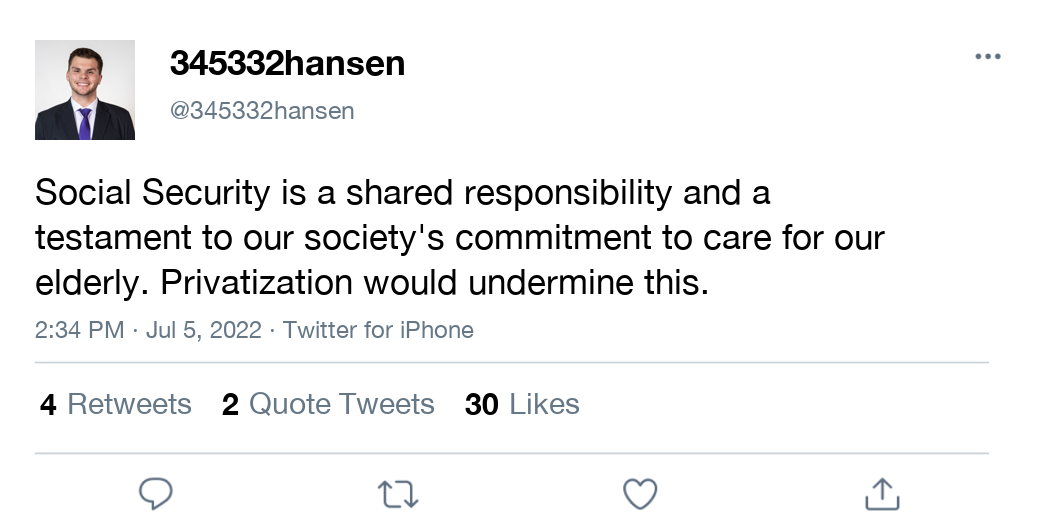 345332hansen
@345332hansen
Social Security is a shared responsibility and a
testament to our society's commitment to care for our
elderly. Privatization would undermine this.
2:34 PM · Jul 5, 2022 · Twitter for iPhone
4 Retweets 2 Quote Tweets 30 Likes